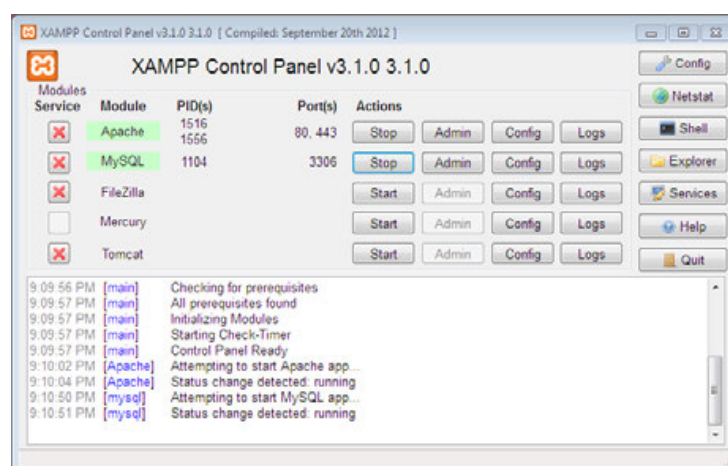 XAMPP Control Panel v3.1.0 3.1.0 [ Compiled: September 20th 2012 ]
XAMPP Control Panel v3.1.0 3.1.0
Config
Modules
Service Module PID(s) Port(s) Actions
Netstat
Apache 1516 1556 80, 443 Stop Admin Config Logs
Shell
MySQL 1104 3306 Stop Admin Config Logs
Explorer
FileZilla Start Admin Config Logs
Services
Mercury Start Admin Config Logs
Help
Tomcat Start Admin Config Logs
Quit
9:09:56 PM [main] Checking for prerequisites
9:09:57 PM [main] All prerequisites found
9:09:57 PM [main] Initializing Modules
9:09:57 PM [main] Starting Check-Timer
9:09:57 PM [main] Control Panel Ready
9:10:02 PM [Apache] Attempting to start Apache app...
9:10:04 PM [Apache] Status change detected: running
9:10:50 PM [mysql] Attempting to start MySQL app...
9:10:51 PM [mysql] Status change detected: running